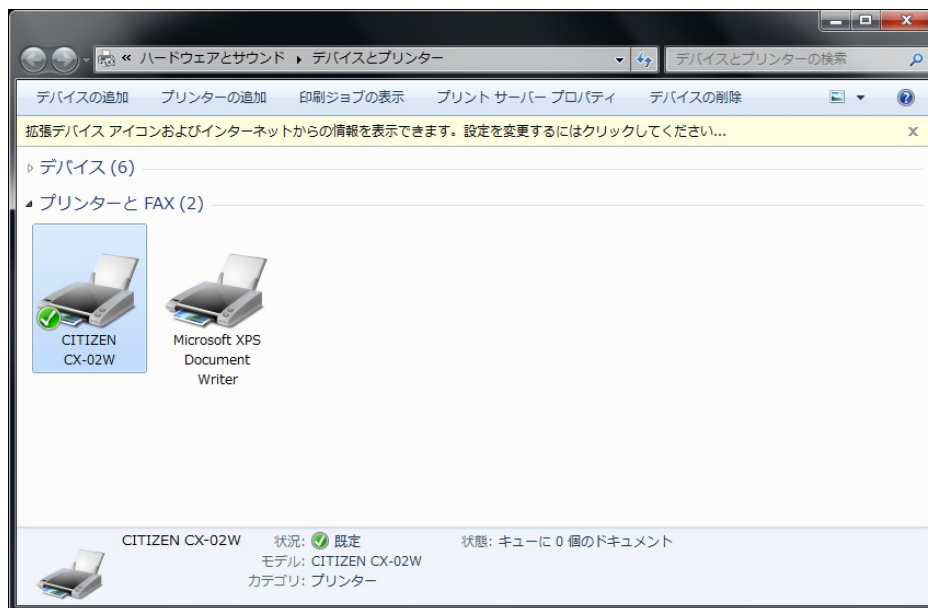 « ハードウェアとサウンド ▸ デバイスとプリンター
デバイスとプリンターの検索
デバイスの追加 プリンターの追加 印刷ジョブの表示 プリント サーバー プロパティ デバイスの削除
拡張デバイス アイコンおよびインターネットからの情報を表示できます。設定を変更するにはクリックしてください...
デバイス (6)
プリンターと FAX (2)
CITIZEN
CX-02W
Microsoft XPS
Document
Writer
CITIZEN CX-02W 状況: 既定 状態: キューに 0 個のドキュメント
モデル: CITIZEN CX-02W
カテゴリ: プリンター